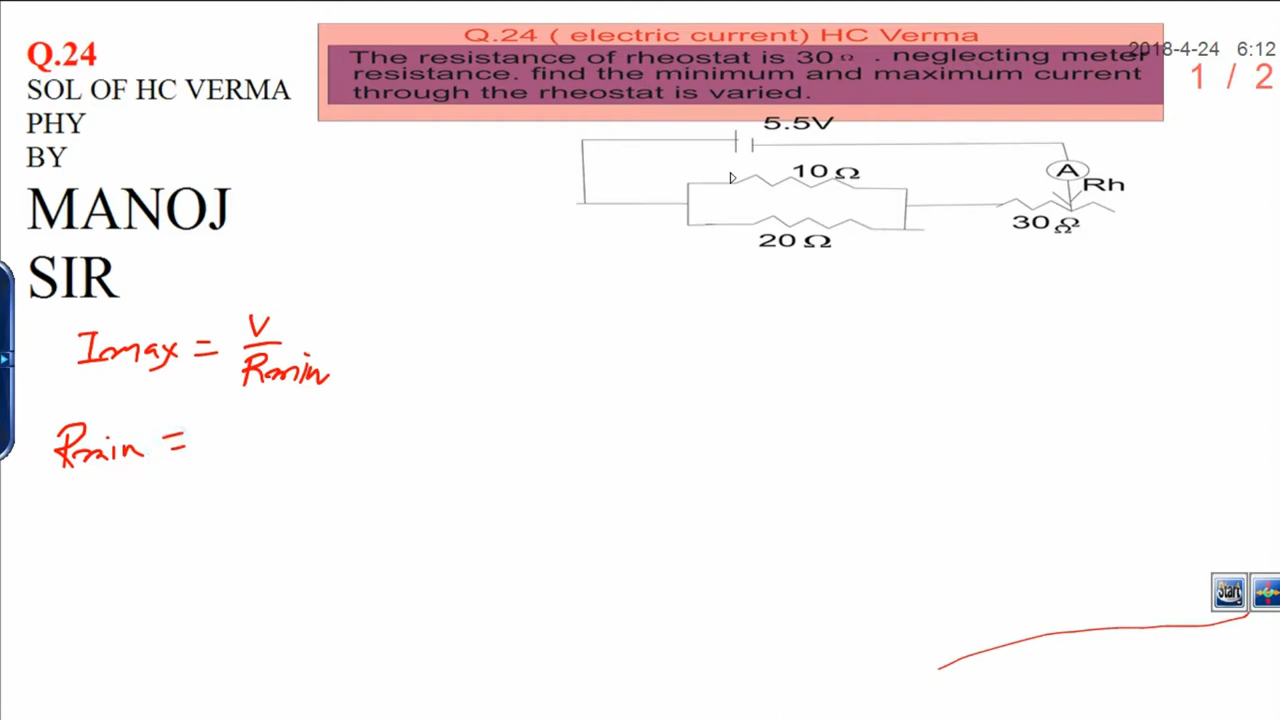 Q.24
SOL OF HC VERMA
PHY
BY
MANOJ
SIR
Q.24 ( electric current) HC Verma
The resistance of rheostat is 30 Ω . neglecting meter
resistance. find the minimum and maximum current
through the rheostat is varied.
2018-4-24 6:12
1 / 2
5.5V
10 Ω
A
Rh
30 Ω
Ω
20 Ω
Imax = V
Rmin
Rmin =
Start